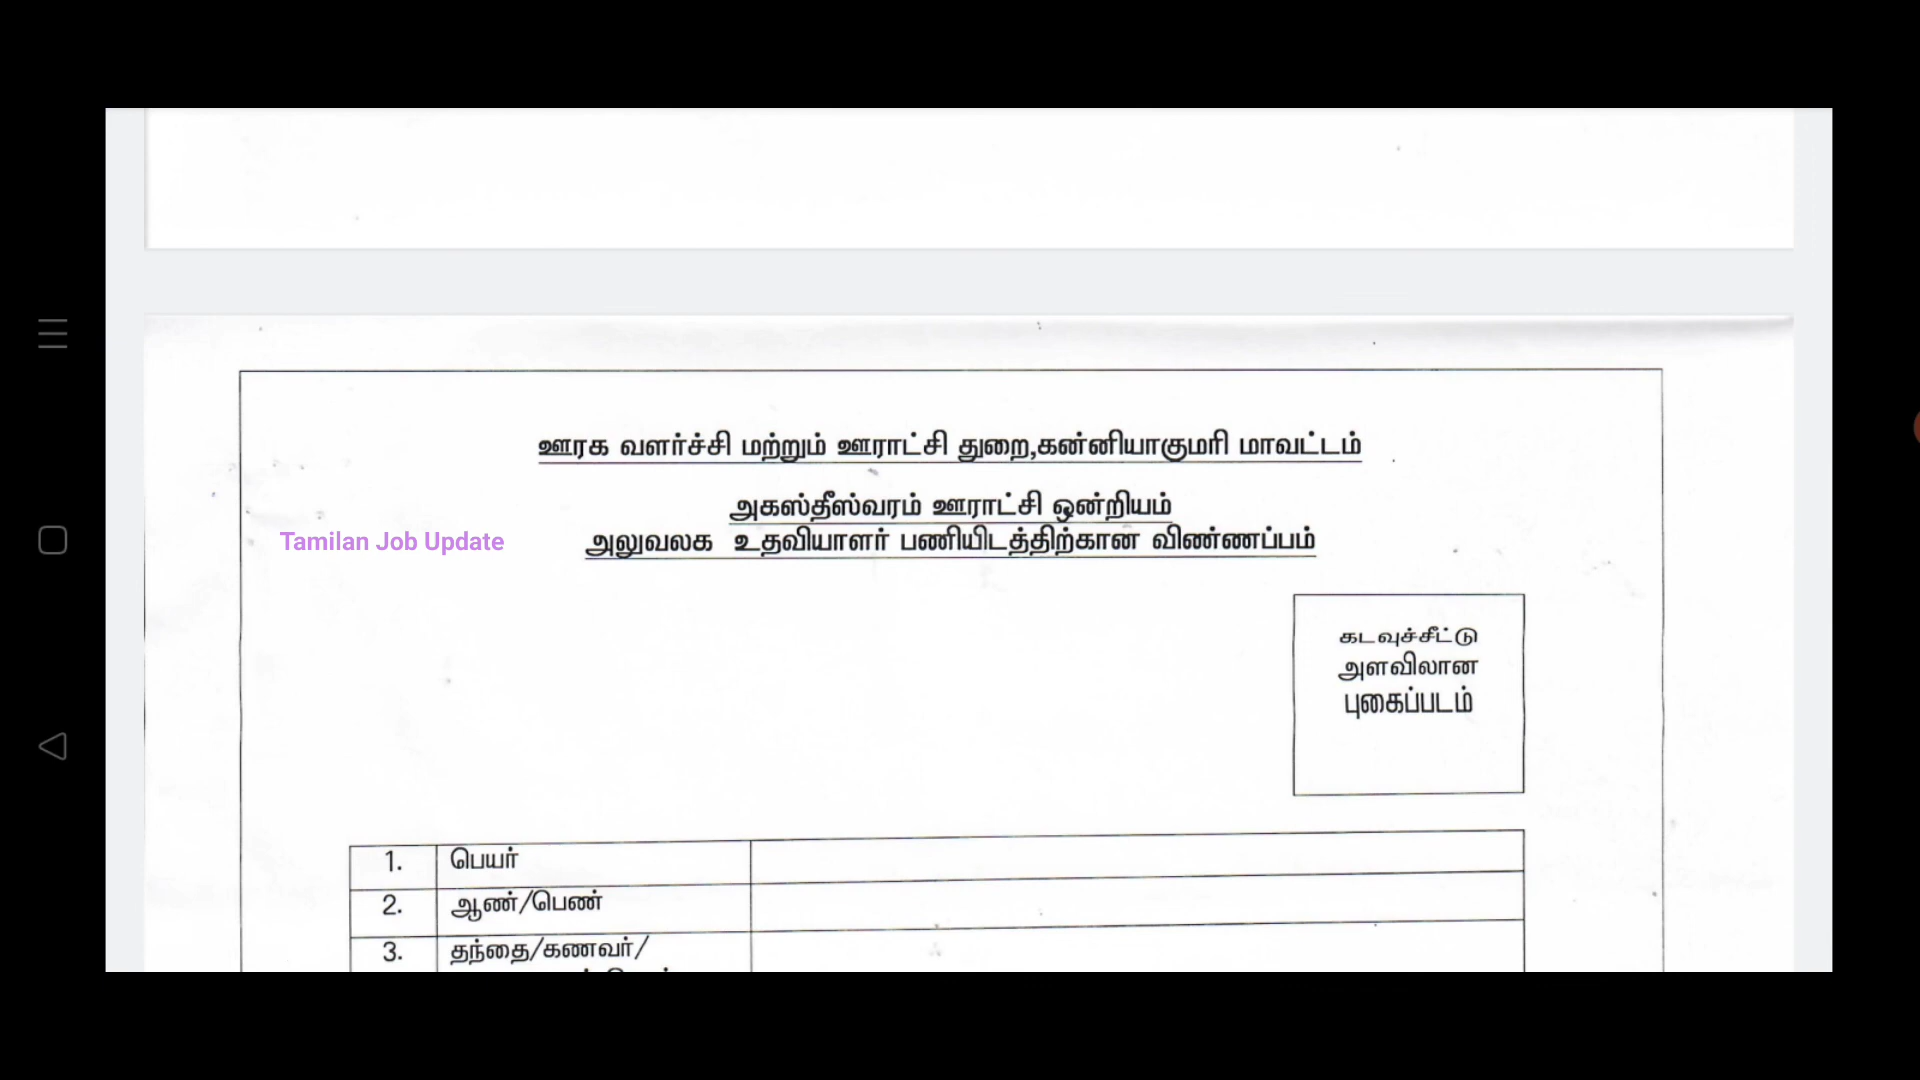 ஊரக வளர்ச்சி மற்றும் ஊராட்சி துறை,கன்னியாகுமரி மாவட்டம்
அகஸ்தீஸ்வரம் ஊராட்சி ஒன்றியம்
Tamilan Job Update
அலுவலக உதவியாளர் பணியிடத்திற்கான விண்ணப்பம்
கடவுச்சீட்டு
அளவிலான
புகைப்படம்
1. பெயர்
2. ஆண்/பெண்
3. தந்தை/கணவர்/